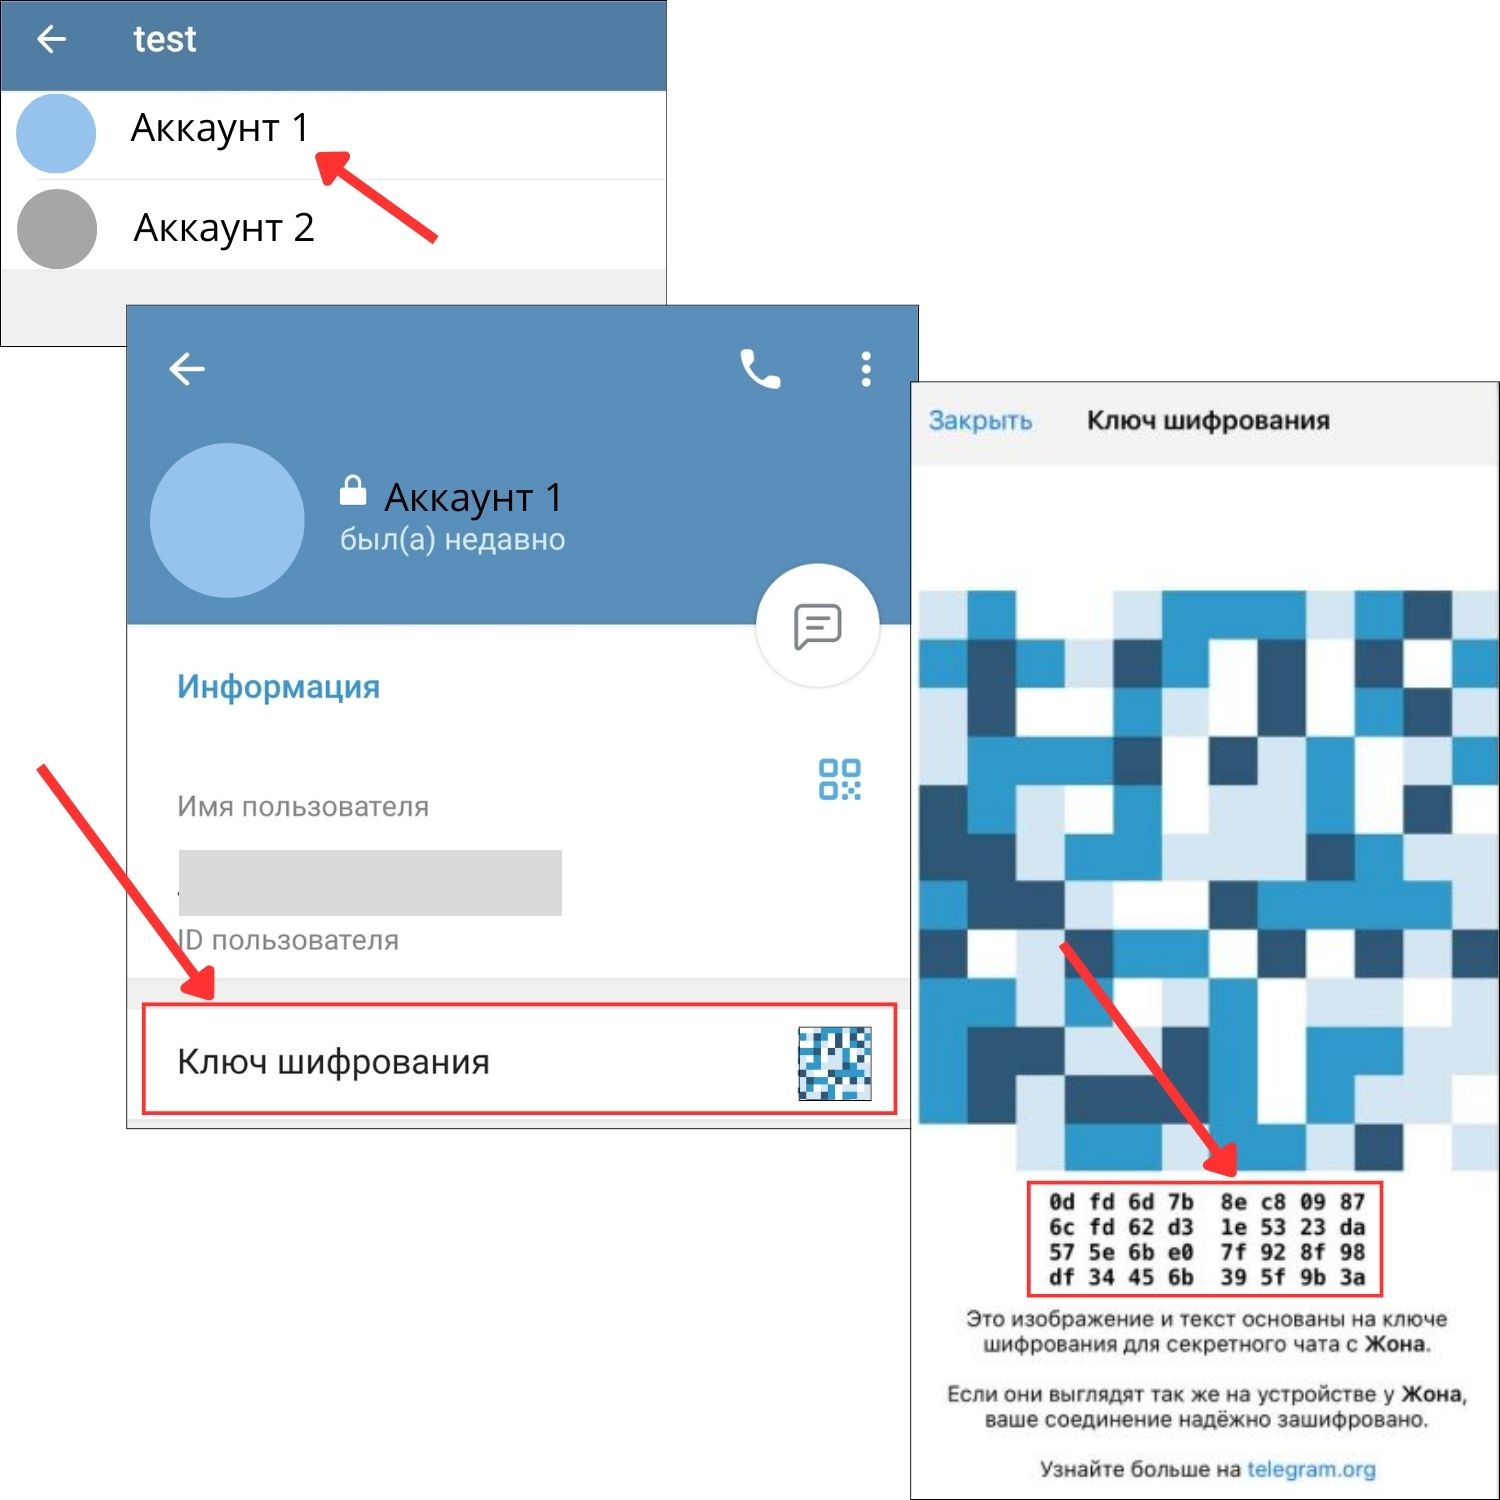 test
Аккаунт 1
Аккаунт 2
Аккаунт 1
был(а) недавно
Информация
Имя пользователя
ID пользователя
Ключ шифрования
Закрыть Ключ шифрования
0d fd 6d 7b 8e c8 09 87
6c fd 62 d3 1e 53 23 da
57 5e 6b e0 7f 92 8f 98
df 34 45 6b 39 5f 9b 3a
Это изображение и текст основаны на ключе
шифрования для секретного чата с Жона.
Если они выглядят так же на устройстве у Жона,
ваше соединение надёжно зашифровано.
Узнайте больше на telegram.org